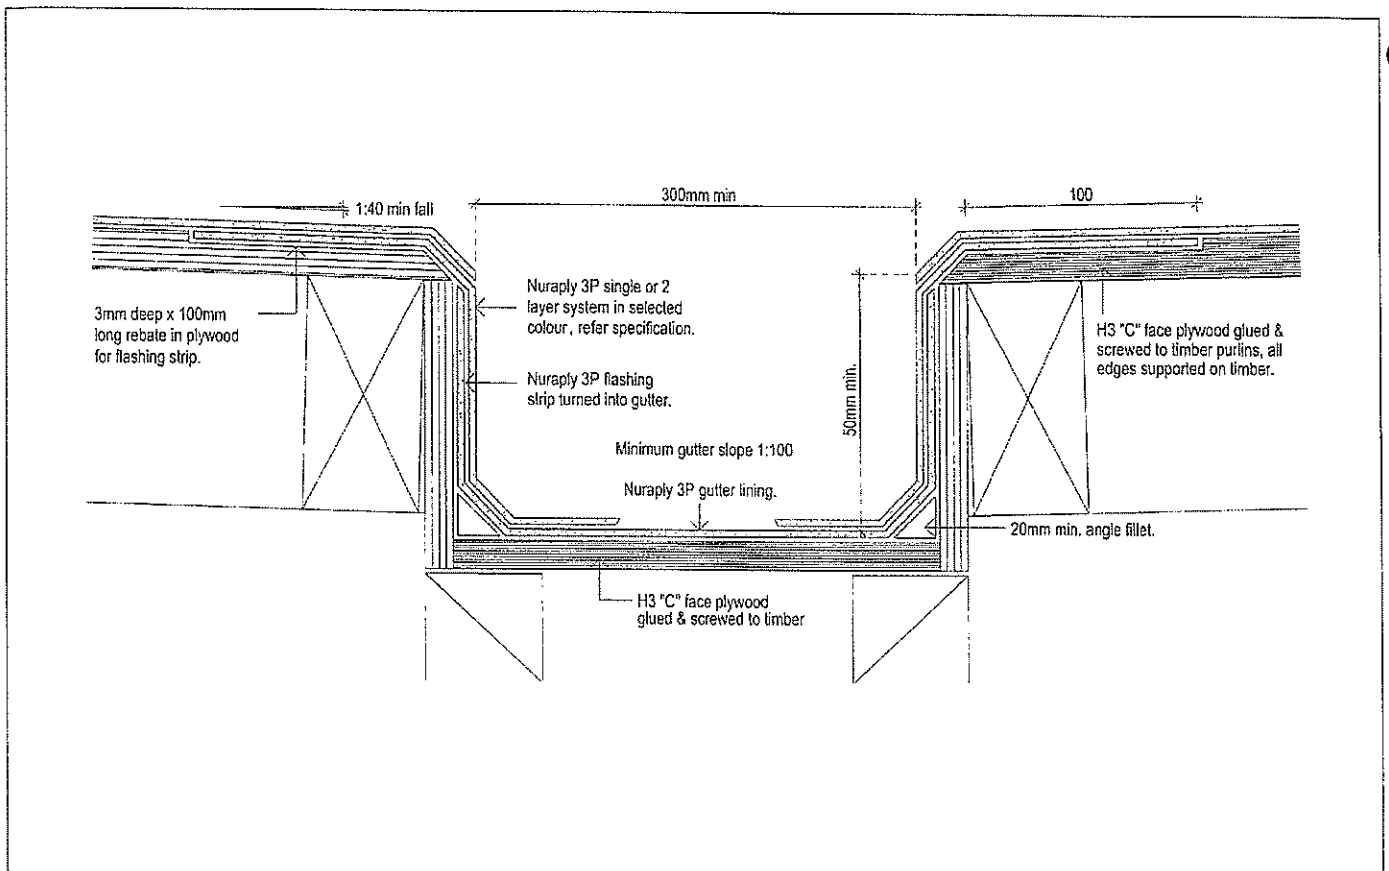 300mm min
100
1:40 min fall
3mm deep x 100mm
long rebate in plywood
for flashing strip.
Nuraply 3P single or 2
layer system in selected
colour, refer specification.
Nuraply 3P flashing
strip turned into gutter.
50mm min.
H3 "C" face plywood glued &
screwed to timber purlins, all
edges supported on timber.
Minimum gutter slope 1:100
Nuraply 3P gutter lining.
20mm min. angle fillet.
H3 "C" face plywood
glued & screwed to timber